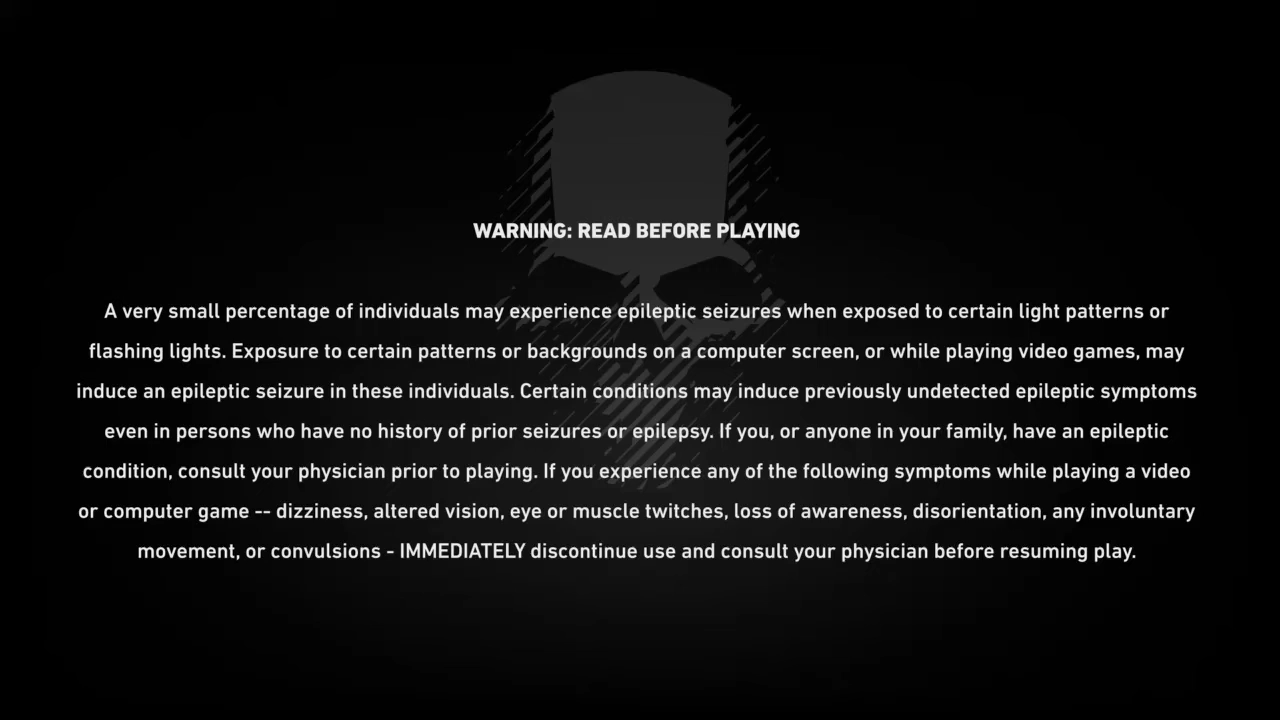 WARNING: READ BEFORE PLAYING
A very small percentage of individuals may experience epileptic seizures when exposed to certain light patterns or
flashing lights. Exposure to certain patterns or backgrounds on a computer screen, or while playing video games, may
induce an epileptic seizure in these individuals. Certain conditions may induce previously undetected epileptic symptoms
even in persons who have no history of prior seizures or epilepsy. If you, or anyone in your family, have an epileptic
condition, consult your physician prior to playing. If you experience any of the following symptoms while playing a video
or computer game -- dizziness, altered vision, eye or muscle twitches, loss of awareness, disorientation, any involuntary
movement, or convulsions - IMMEDIATELY discontinue use and consult your physician before resuming play.